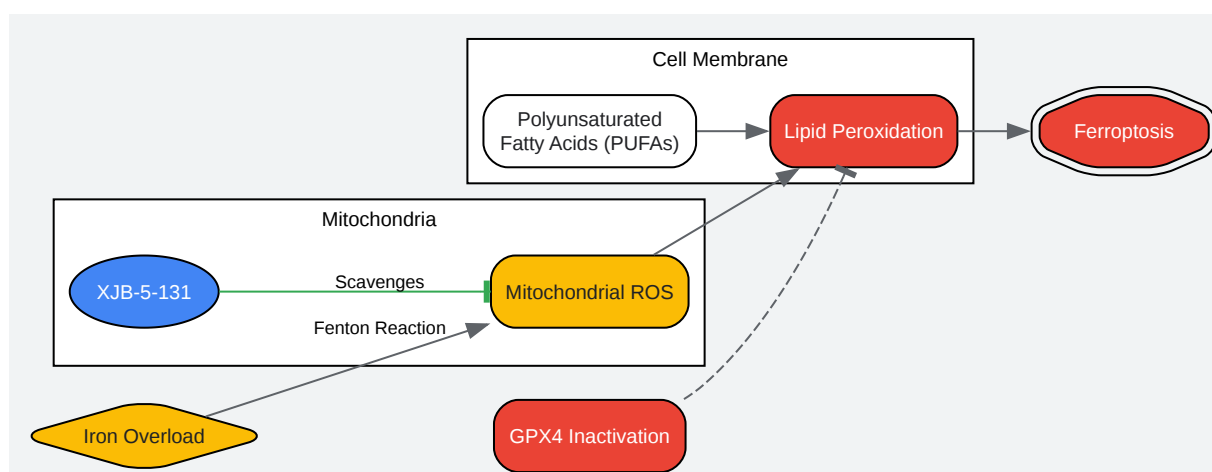 Cell Membrane
Polyunsaturated
Fatty Acids (PUFAs)
Lipid Peroxidation
Ferroptosis
Mitochondria
XJB-5-131
Scavenges
Mitochondrial ROS
Fenton Reaction
Iron Overload
GPX4 Inactivation